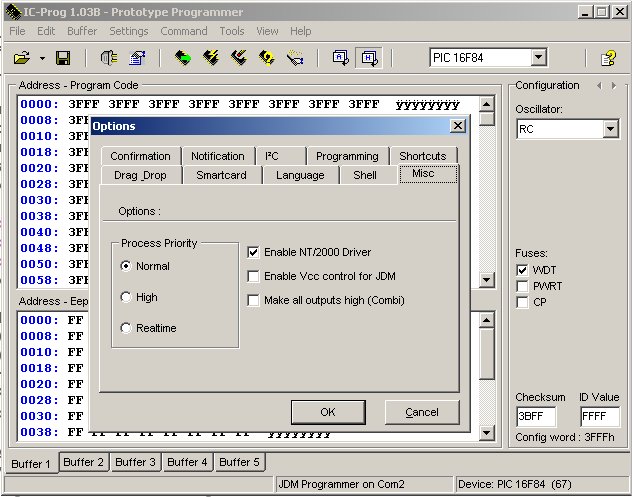 IC-Prog 1.03B - Prototype Programmer
File Edit Buffer Settings Command Tools View Help
PIC 16F84
Address - Program Code
0000: 3FFF 3FFF 3FFF 3FFF 3FFF 3FFF 3FFF 3FFF ÿÿÿÿÿÿÿÿ
0008: 3FF
0010: 3FF
0018: 3FF
0020: 3FF
0028: 3FF
0030: 3FF
0038: 3FF
0040: 3FF
0048: 3FF
0050: 3FF
0058: 3FF
Options
Confirmation Notification I²C Programming Shortcuts
Drag_Drop Smartcard Language Shell Misc
Options :
Process Priority
Normal
High
Realtime
Enable NT/2000 Driver
Enable Vcc control for JDM
Make all outputs high (Combi)
OK Cancel
Address - Eep
0000: FF
0008: FF
0010: FF
0018: FF
0020: FF
0028: FF
0030: FF
0038: FF FF FF FF FF FF FF FF ÿÿÿÿÿÿÿÿ
Configuration
Oscillator:
RC
Fuses:
WDT
PWRT
CP
Checksum ID Value
3BFF FFFF
Config word : 3FFFh
Buffer 1 Buffer 2 Buffer 3 Buffer 4 Buffer 5
JDM Programmer on Com2 Device: PIC 16F84 (67)